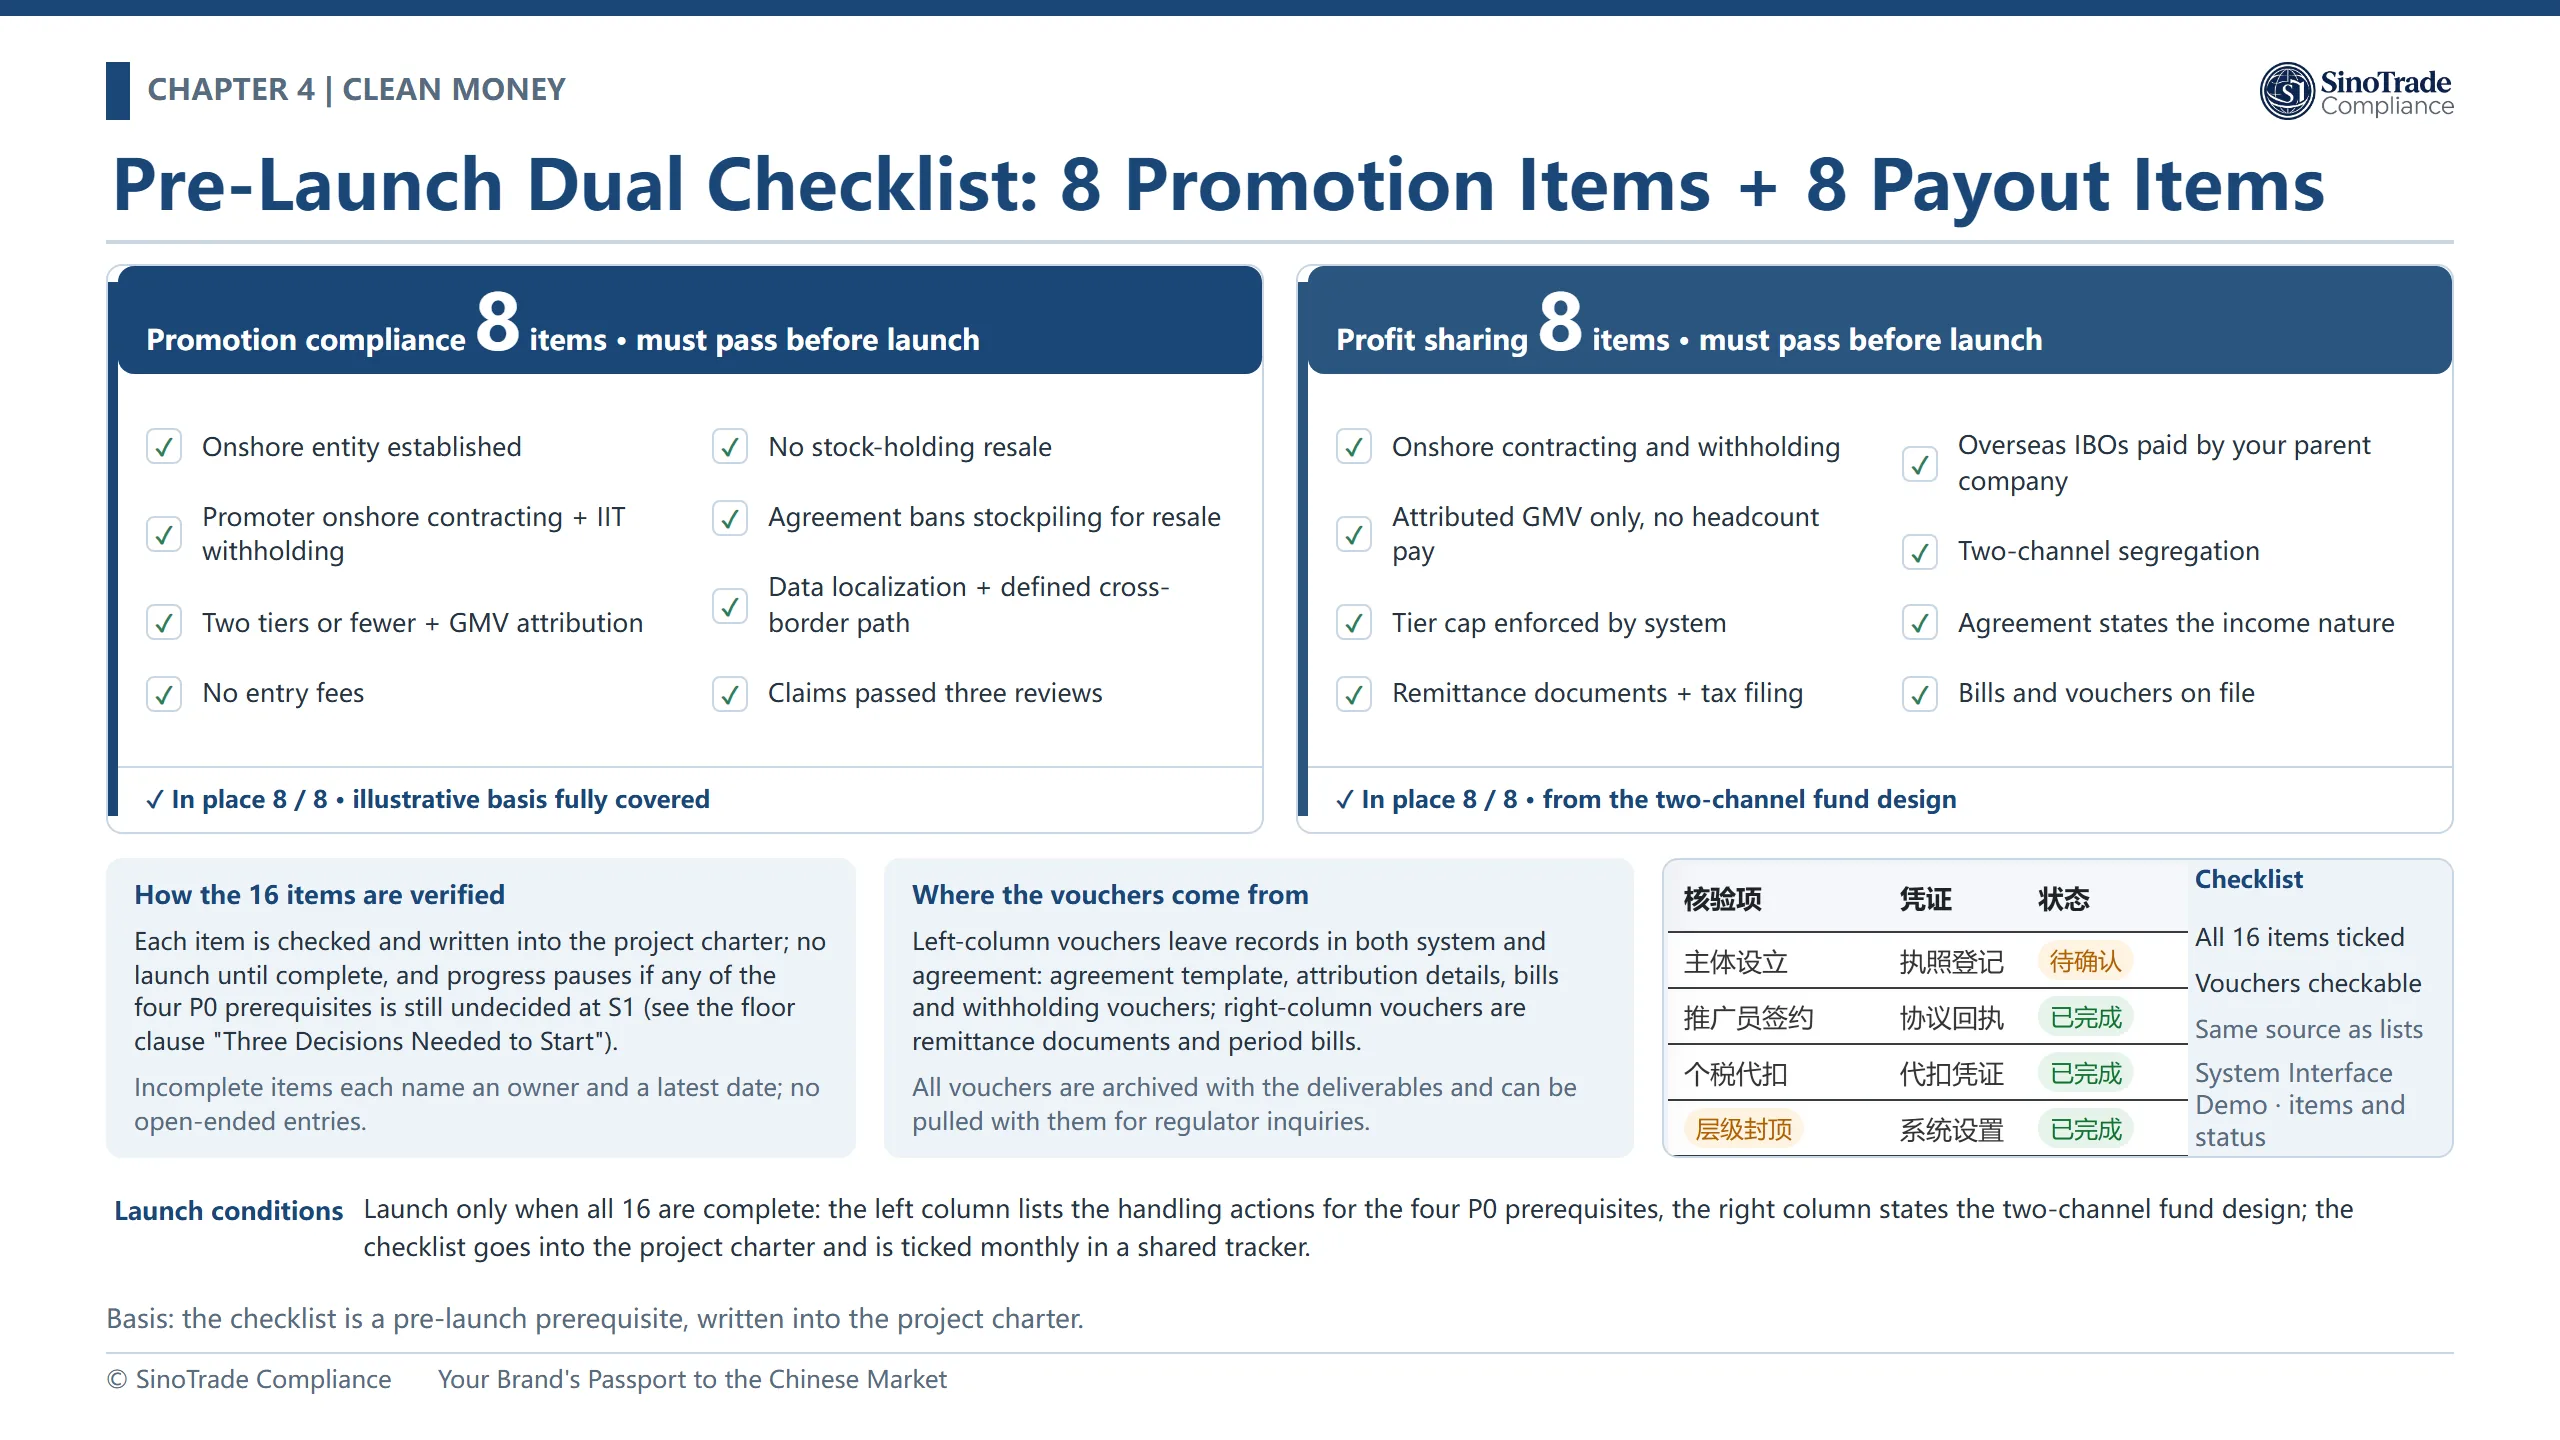 CHAPTER 4 | CLEAN MONEY
SinoTrade
Compliance
Pre-Launch Dual Checklist: 8 Promotion Items + 8 Payout Items
Promotion compliance 8 items • must pass before launch
✓ Onshore entity established
✓ Promoter onshore contracting + IIT
withholding
✓ Two tiers or fewer + GMV attribution
✓ No entry fees
✓ No stock-holding resale
✓ Agreement bans stockpiling for resale
✓ Data localization + defined cross-
border path
✓ Claims passed three reviews
✓ In place 8 / 8 • illustrative basis fully covered
Profit sharing 8 items • must pass before launch
✓ Onshore contracting and withholding
✓ Attributed GMV only, no headcount
pay
✓ Tier cap enforced by system
✓ Remittance documents + tax filing
✓ Overseas IBOs paid by your parent
company
✓ Two-channel segregation
✓ Agreement states the income nature
✓ Bills and vouchers on file
✓ In place 8 / 8 • from the two-channel fund design
How the 16 items are verified
Each item is checked and written into the project charter; no
launch until complete, and progress pauses if any of the
four P0 prerequisites is still undecided at S1 (see the floor
clause "Three Decisions Needed to Start").
Incomplete items each name an owner and a latest date; no
open-ended entries.
Where the vouchers come from
Left-column vouchers leave records in both system and
agreement: agreement template, attribution details, bills
and withholding vouchers; right-column vouchers are
remittance documents and period bills.
All vouchers are archived with the deliverables and can be
pulled with them for regulator inquiries.
核验项 凭证 状态
主体设立 执照登记 待确认
推广员签约 协议回执 已完成
个税代扣 代扣凭证 已完成
层级封顶 系统设置 已完成
Checklist
All 16 items ticked
Vouchers checkable
Same source as lists
System Interface
Demo · items and
status
Launch conditions Launch only when all 16 are complete: the left column lists the handling actions for the four P0 prerequisites, the right column states the two-channel fund design; the
checklist goes into the project charter and is ticked monthly in a shared tracker.
Basis: the checklist is a pre-launch prerequisite, written into the project charter.
© SinoTrade Compliance Your Brand's Passport to the Chinese Market